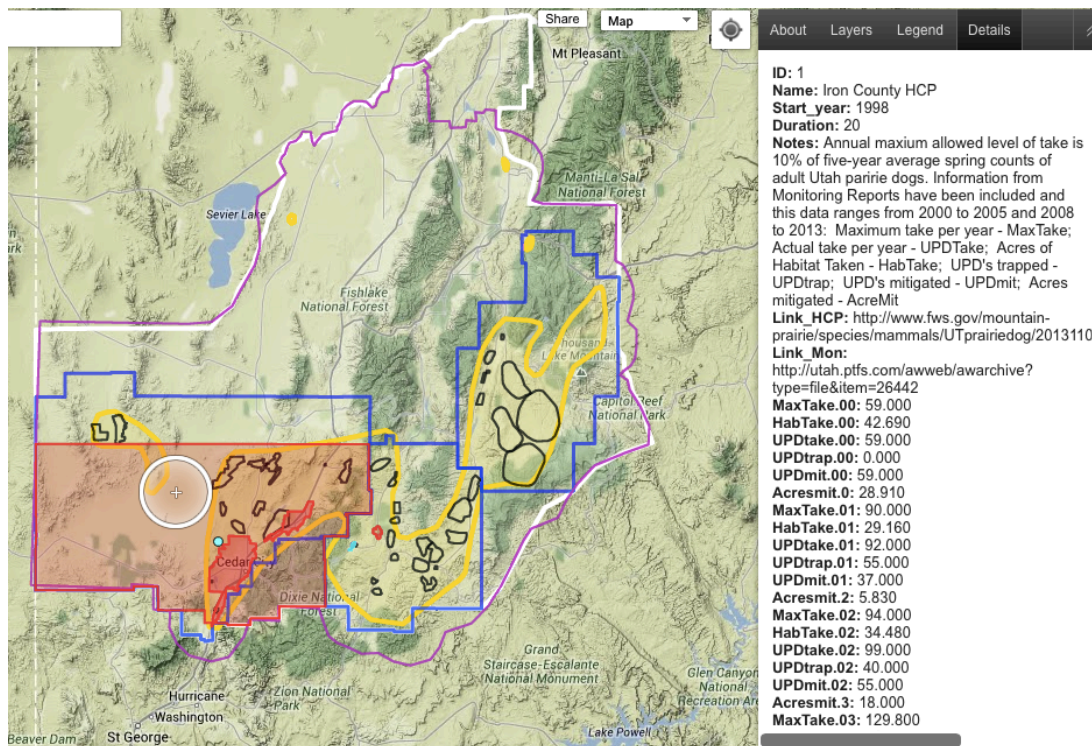 Share
Map
Mt Pleasant
Manti-La Sal
National Forest
Sevier Lake
Fishlake
National Forest
Lake Mountain
Capitol Reef
National Park
Cedar City
Dixie National
Forest
Grand
Staircase-Escalante
National Monument
Glen Canyon
National
Recreation Area
Zion National
Park
Hurricane
Washington
St George
Beaver Dam
Lake Powell
About
Layers
Legend
Details
ID: 1
Name: Iron County HCP
Start_year: 1998
Duration: 20
Notes: Annual maxium allowed level of take is
10% of five-year average spring counts of
adult Utah paririe dogs. Information from
Monitoring Reports have been included and
this data ranges from 2000 to 2005 and 2008
to 2013: Maximum take per year - MaxTake;
Actual take per year - UPDTake; Acres of
Habitat Taken - HabTake; UPD's trapped -
UPDtrap; UPD's mitigated - UPDmit; Acres
mitigated - AcreMit
Link_HCP: http://www.fws.gov/mountain-
prairie/species/mammals/UTprairiedog/2013110
Link_Mon:
http://utah.ptfs.com/awweb/awarchive?
type=file&item=26442
MaxTake.00: 59.000
HabTake.00: 42.690
UPDtake.00: 59.000
UPDtrap.00: 0.000
UPDmit.00: 59.000
Acresmit.0: 28.910
MaxTake.01: 90.000
HabTake.01: 29.160
UPDtake.01: 92.000
UPDtrap.01: 55.000
UPDmit.01: 37.000
Acresmit.2: 5.830
MaxTake.02: 94.000
HabTake.02: 34.480
UPDtake.02: 99.000
UPDtrap.02: 40.000
UPDmit.02: 55.000
Acresmit.3: 18.000
MaxTake.03: 129.800